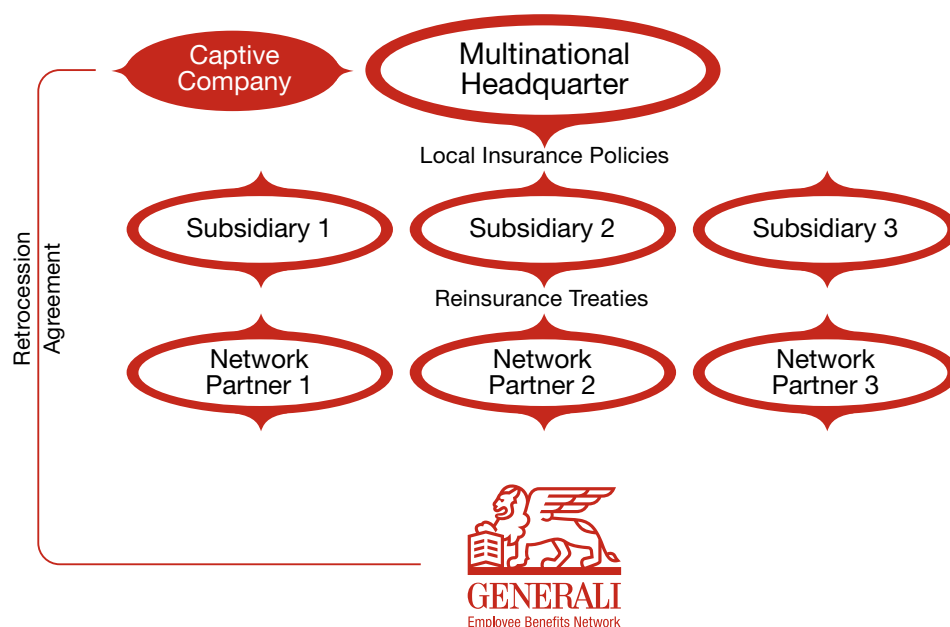 Captive
Company
Multinational
Headquarter
Local Insurance Policies
Subsidiary 1
Subsidiary 2
Subsidiary 3
Retrocession
Agreement
Reinsurance Treaties
Network
Partner 1
Network
Partner 2
Network
Partner 3
GENERALI
Employee Benefits Network